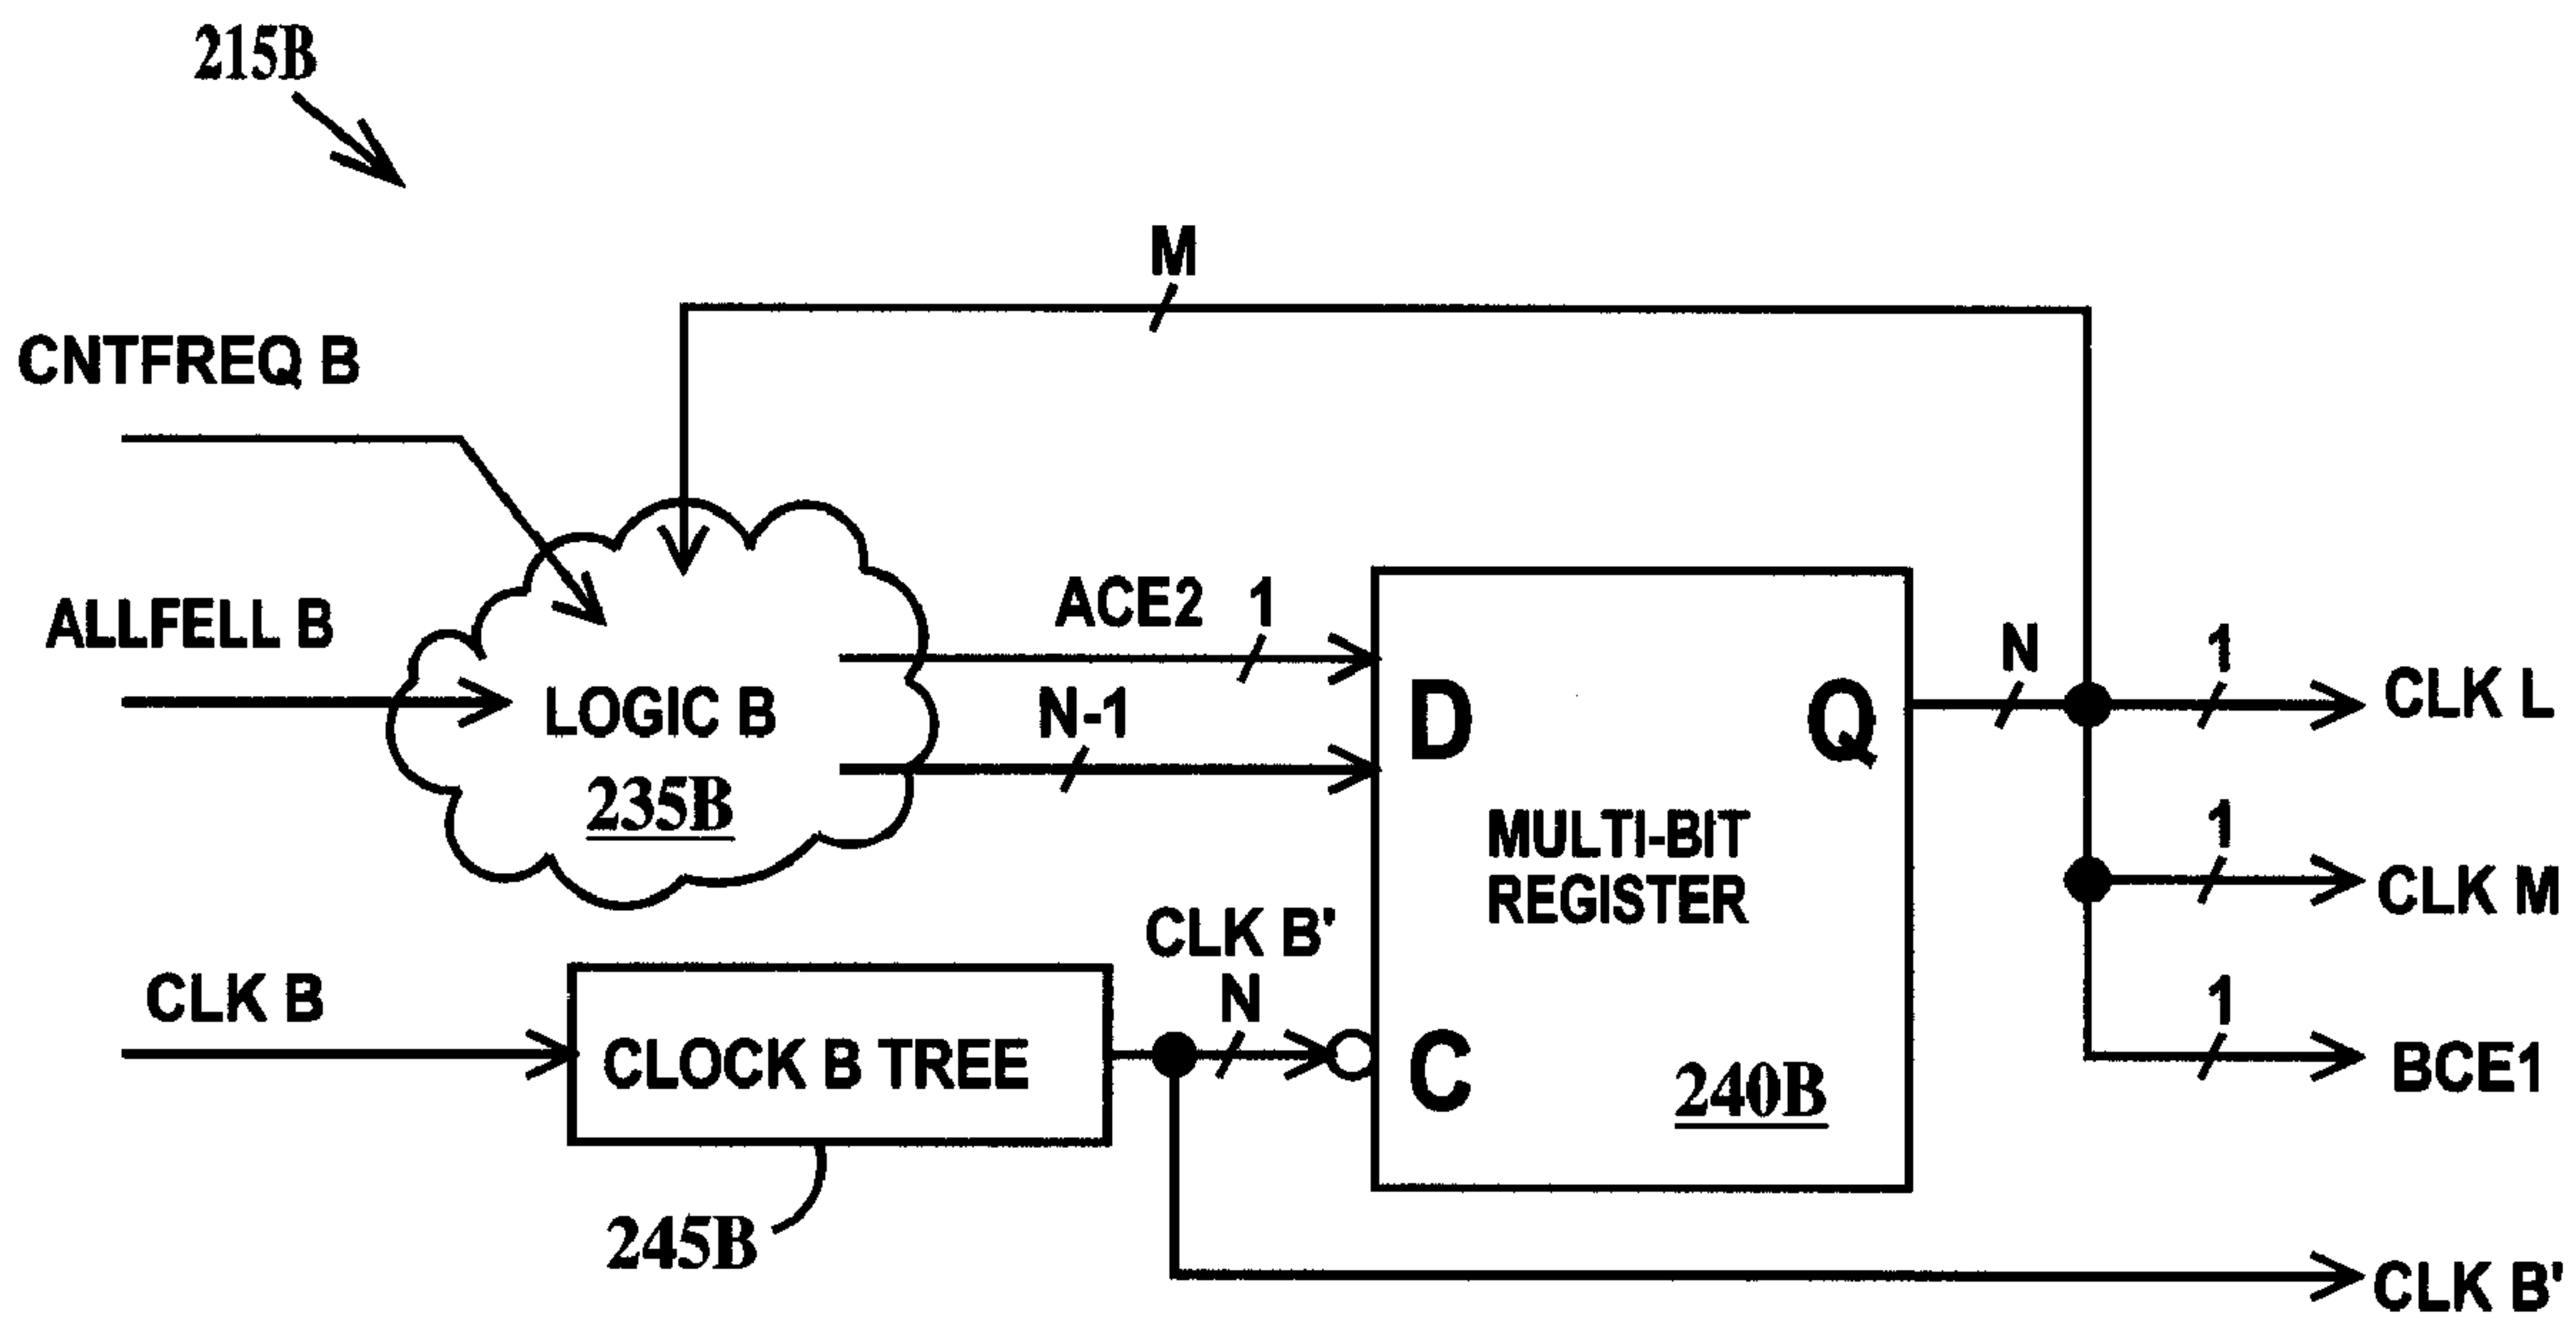 215B
M
CNTFREQ B
ALLFELL B
ACE2 1
N-1
LOGIC B
235B
D
Q
N
1
CLK L
MULTI-BIT
REGISTER
1
CLK M
CLK B'
N
CLK B
CLOCK B TREE
C
240B
1
BCE1
245B
CLK B'